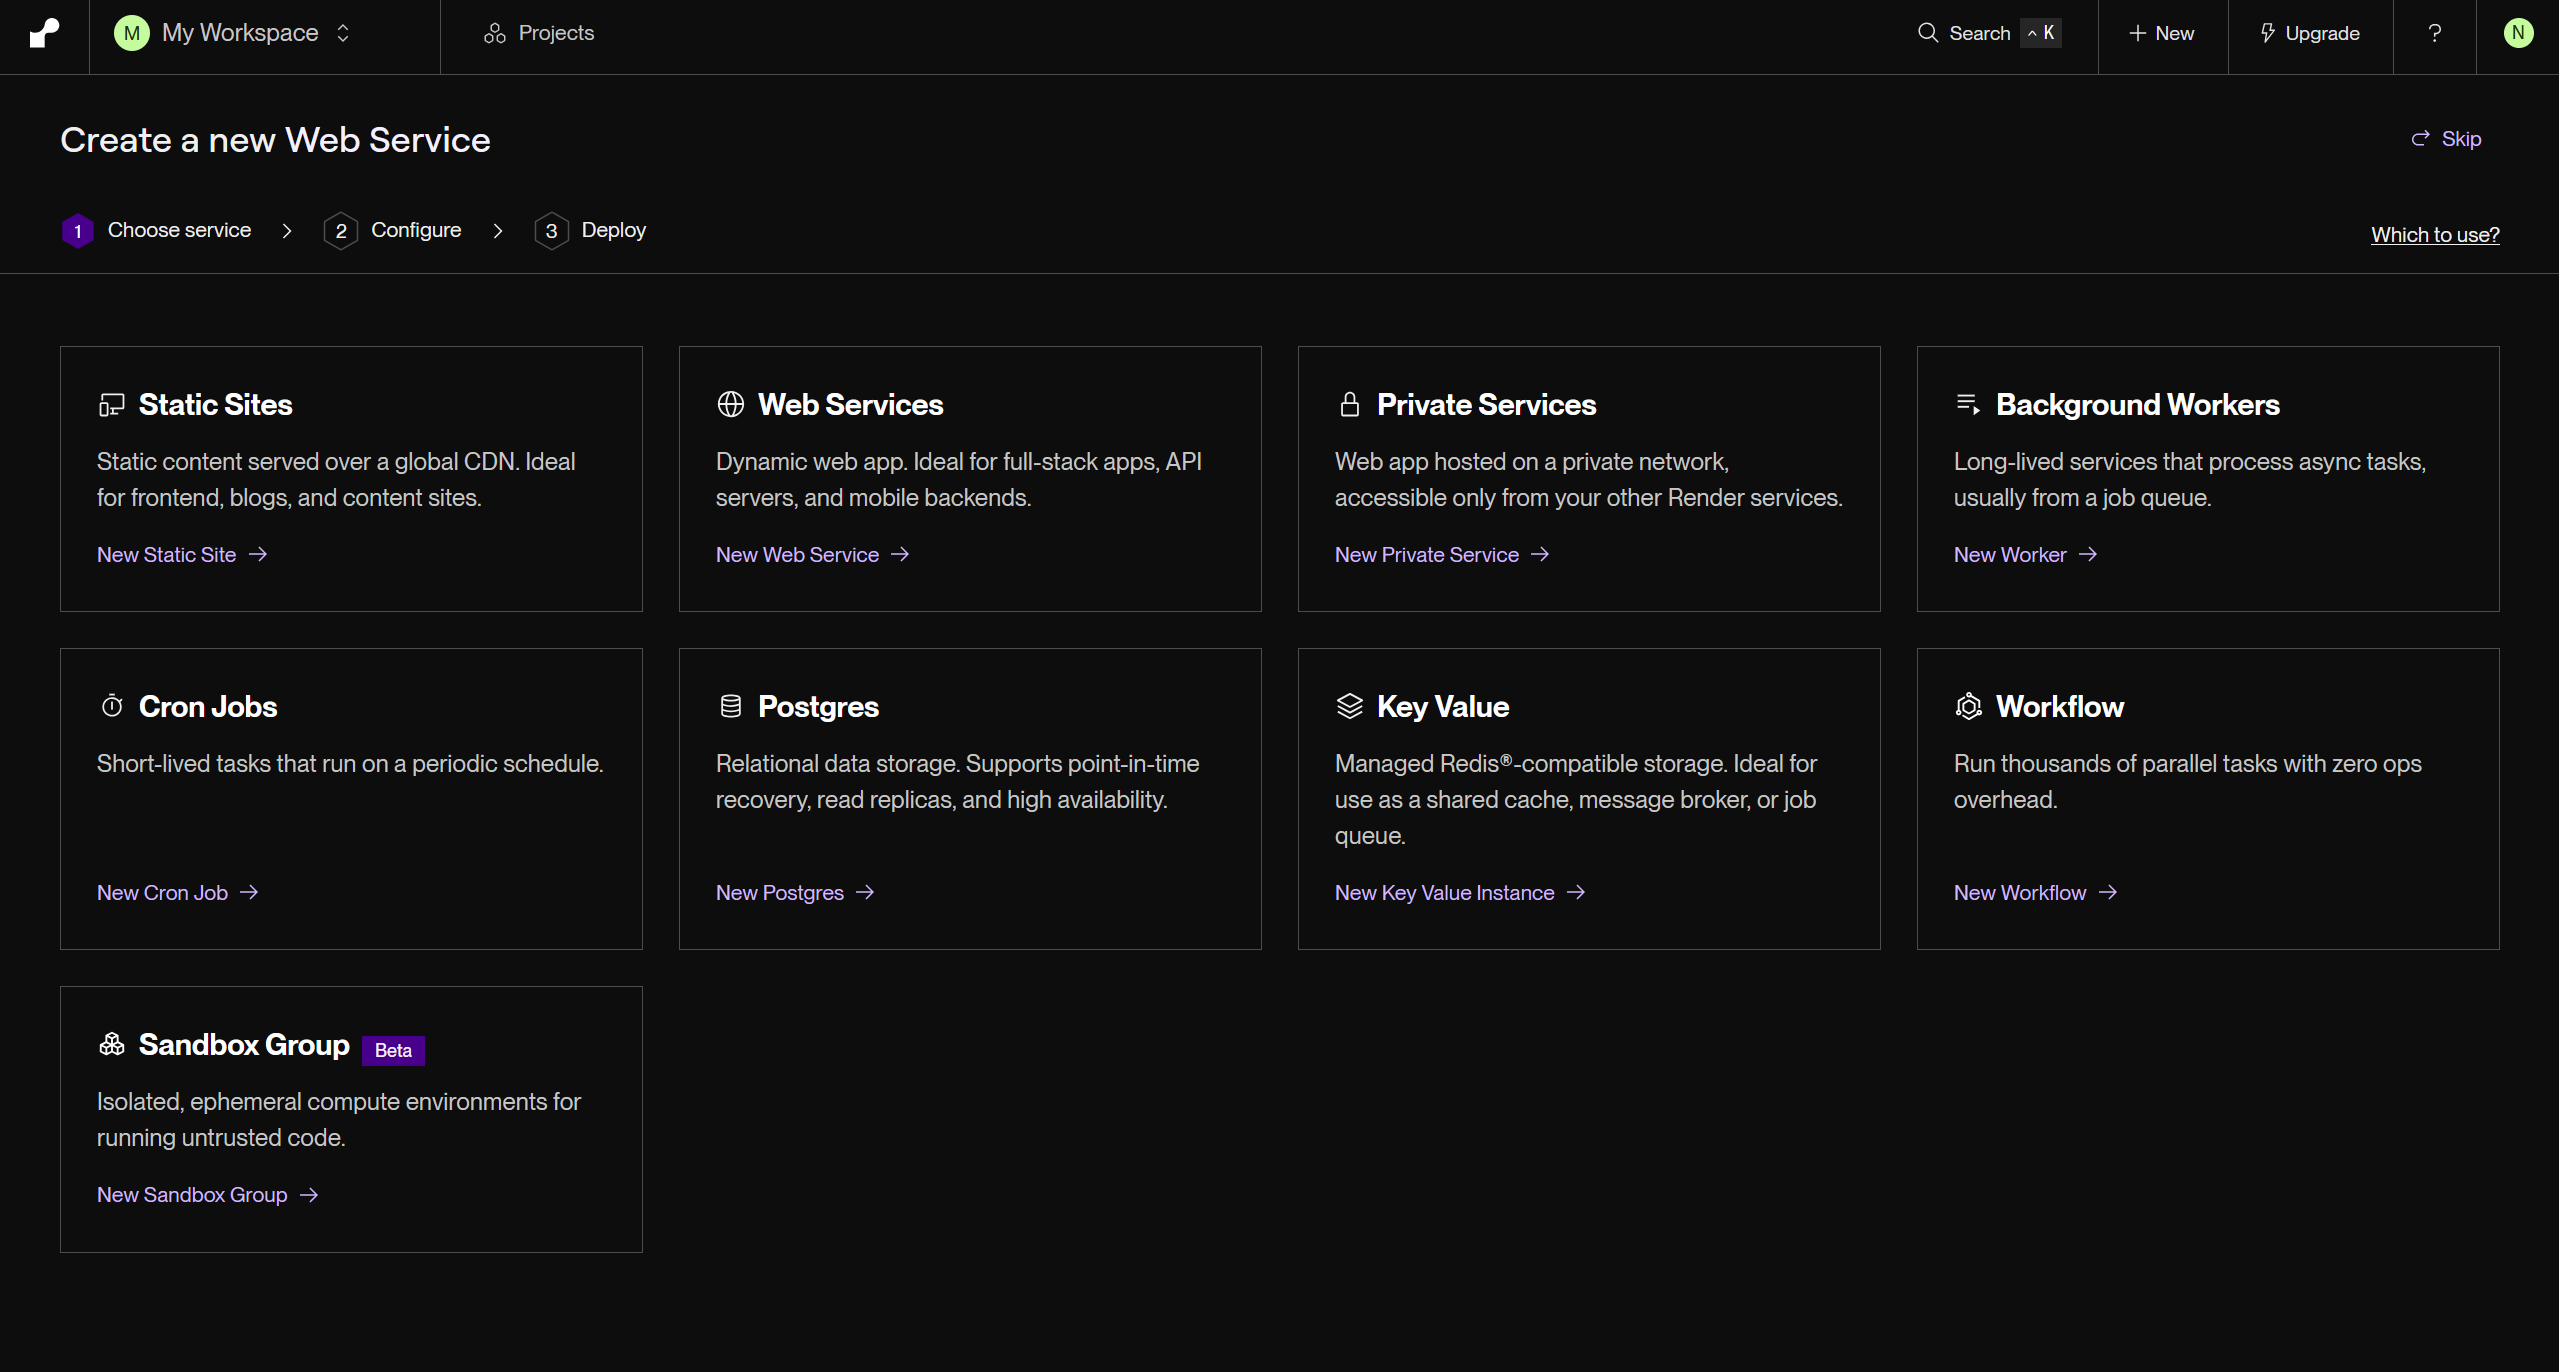 M My Workspace Projects Search ^ K + New Upgrade ? N
Create a new Web Service
Skip
1 Choose service > 2 Configure > 3 Deploy
Which to use?
Static Sites
Static content served over a global CDN. Ideal
for frontend, blogs, and content sites.
New Static Site →
Web Services
Dynamic web app. Ideal for full-stack apps, API
servers, and mobile backends.
New Web Service →
Private Services
Web app hosted on a private network,
accessible only from your other Render services.
New Private Service →
Background Workers
Long-lived services that process async tasks,
usually from a job queue.
New Worker →
Cron Jobs
Short-lived tasks that run on a periodic schedule.
New Cron Job →
Postgres
Relational data storage. Supports point-in-time
recovery, read replicas, and high availability.
New Postgres →
Key Value
Managed Redis®-compatible storage. Ideal for
use as a shared cache, message broker, or job
queue.
New Key Value Instance →
Workflow
Run thousands of parallel tasks with zero ops
overhead.
New Workflow →
Sandbox Group Beta
Isolated, ephemeral compute environments for
running untrusted code.
New Sandbox Group →